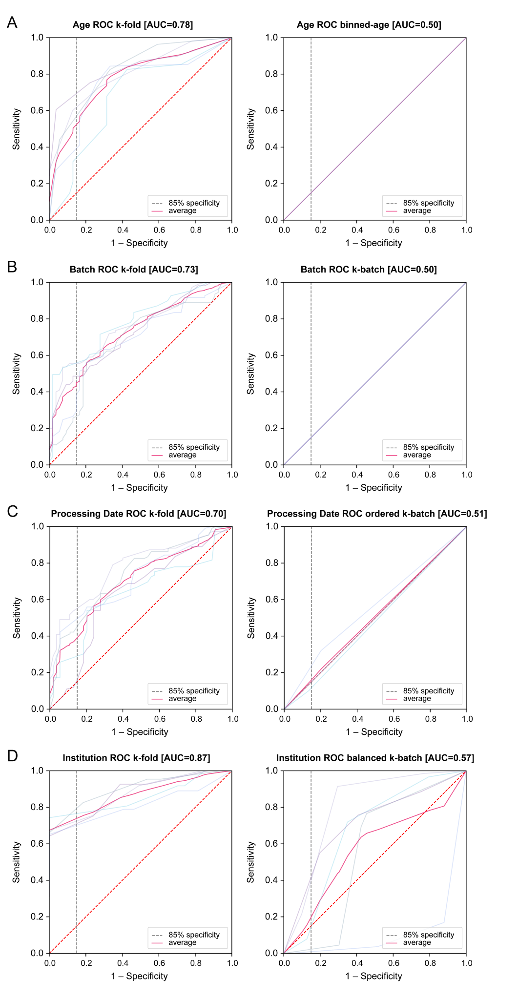 A
Age ROC k-fold [AUC=0.78]
1.0
0.8
0.6
0.4
0.2
0.0
Sensitivity
85% specificity
average
0.0 0.2 0.4 0.6 0.8 1.0
1 – Specificity
Age ROC binned-age [AUC=0.50]
1.0
0.8
0.6
0.4
0.2
0.0
Sensitivity
85% specificity
average
0.0 0.2 0.4 0.6 0.8 1.0
1 – Specificity
B
Batch ROC k-fold [AUC=0.73]
1.0
0.8
0.6
0.4
0.2
0.0
Sensitivity
85% specificity
average
0.0 0.2 0.4 0.6 0.8 1.0
1 – Specificity
Batch ROC k-batch [AUC=0.50]
1.0
0.8
0.6
0.4
0.2
0.0
Sensitivity
85% specificity
average
0.0 0.2 0.4 0.6 0.8 1.0
1 – Specificity
C
Processing Date ROC k-fold [AUC=0.70]
1.0
0.8
0.6
0.4
0.2
0.0
Sensitivity
85% specificity
average
0.0 0.2 0.4 0.6 0.8 1.0
1 – Specificity
Processing Date ROC ordered k-batch [AUC=0.51]
1.0
0.8
0.6
0.4
0.2
0.0
Sensitivity
85% specificity
average
0.0 0.2 0.4 0.6 0.8 1.0
1 – Specificity
D
Institution ROC k-fold [AUC=0.87]
1.0
0.8
0.6
0.4
0.2
0.0
Sensitivity
85% specificity
average
0.0 0.2 0.4 0.6 0.8 1.0
1 – Specificity
Institution ROC balanced k-batch [AUC=0.57]
1.0
0.8
0.6
0.4
0.2
0.0
Sensitivity
85% specificity
average
0.0 0.2 0.4 0.6 0.8 1.0
1 – Specificity